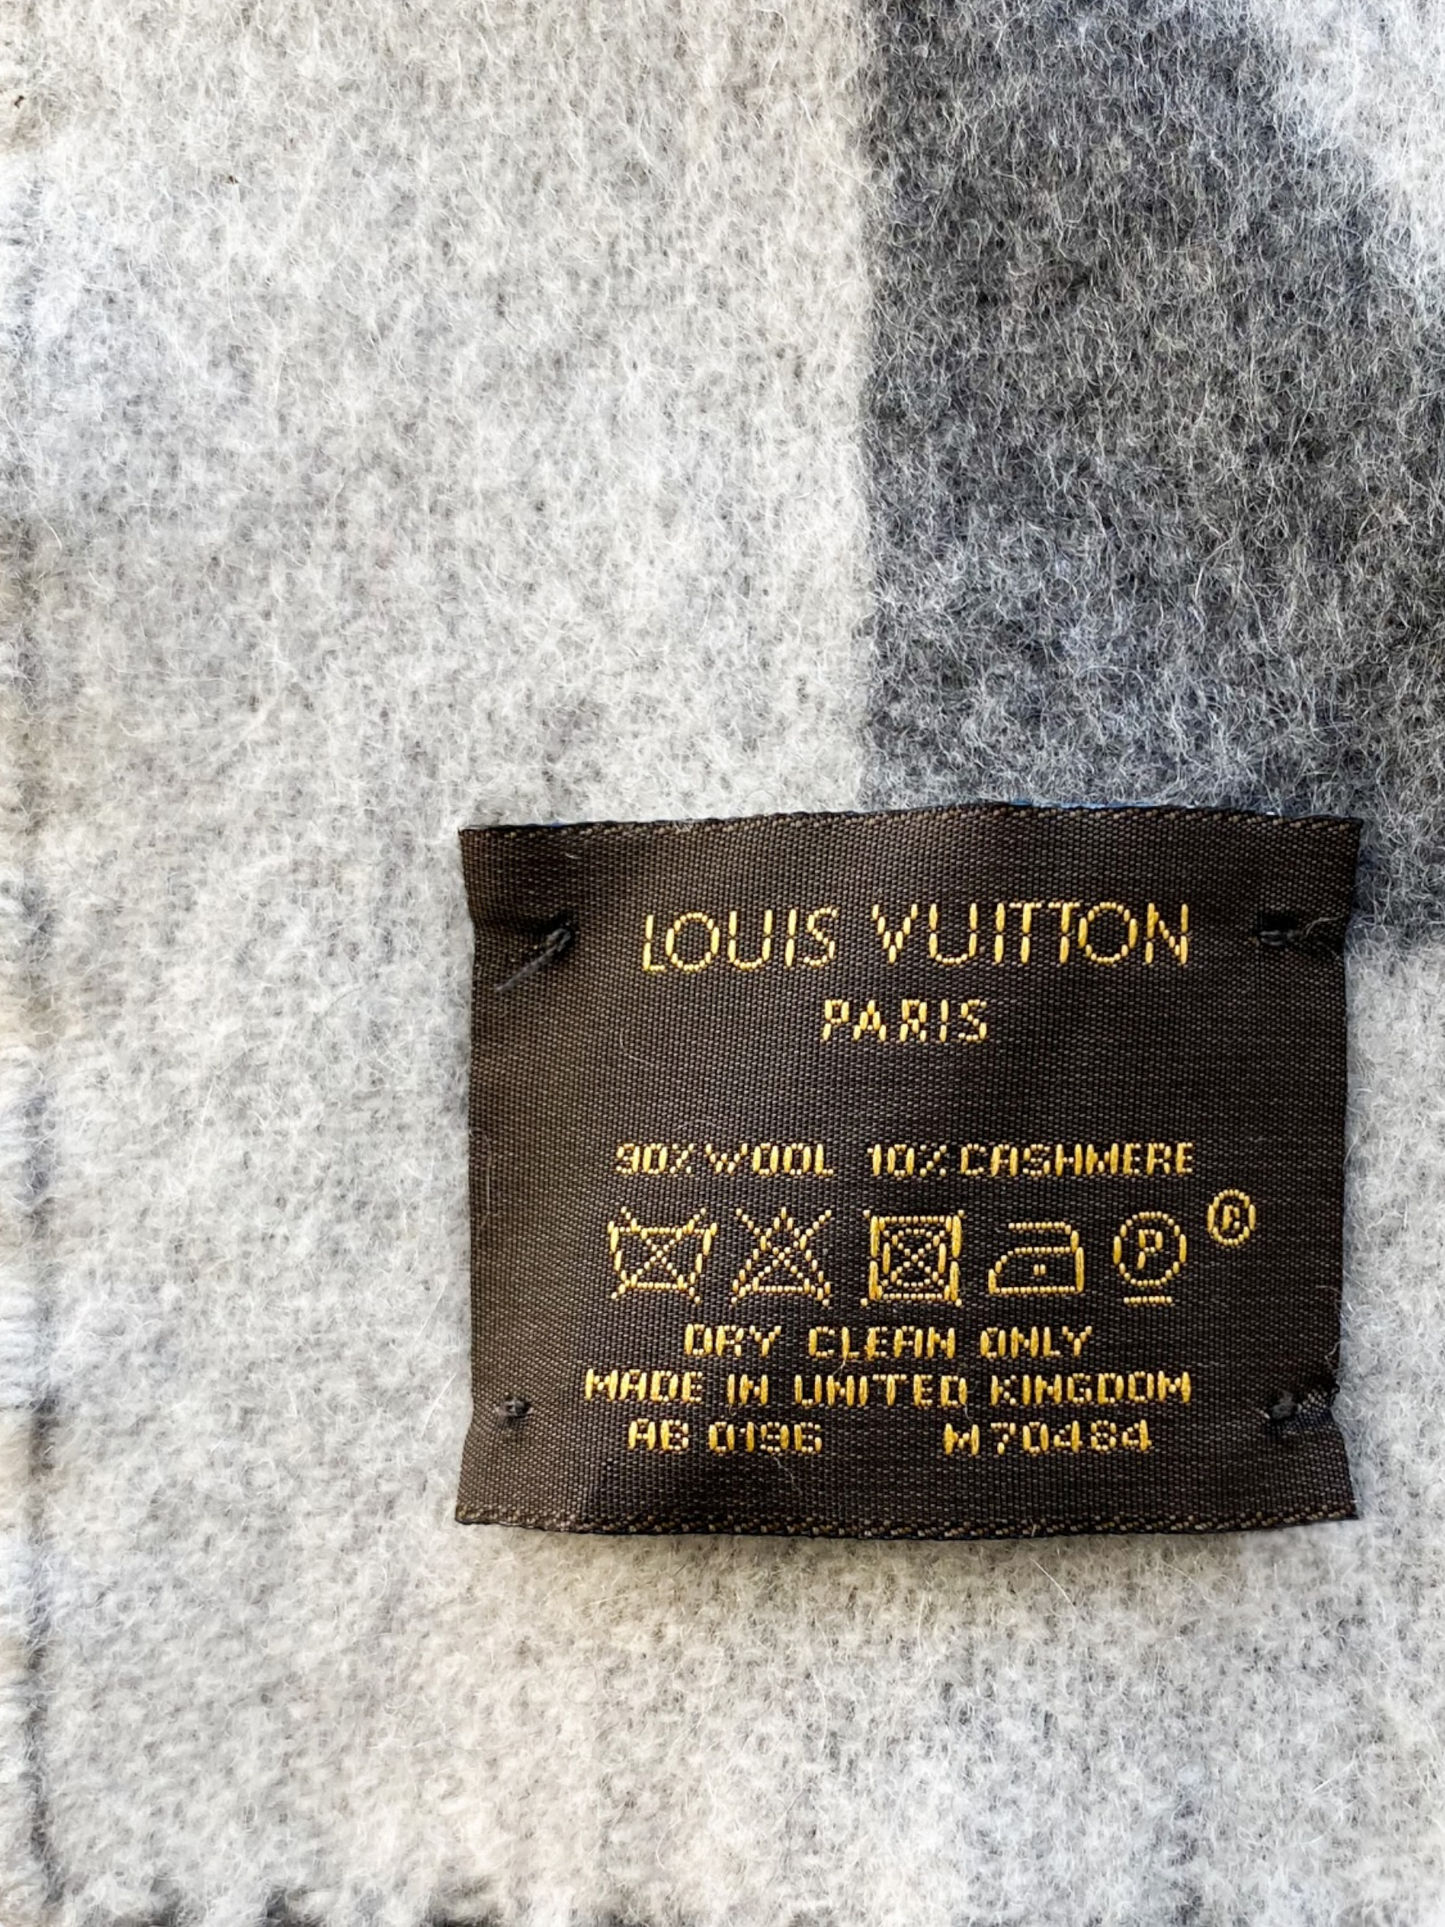 LOUIS VUITTON
PARIS
90% WOOL 10% CASHMERE
P ©
DRY CLEAN ONLY
MADE IN UNITED KINGDOM
AB 0196 M70484